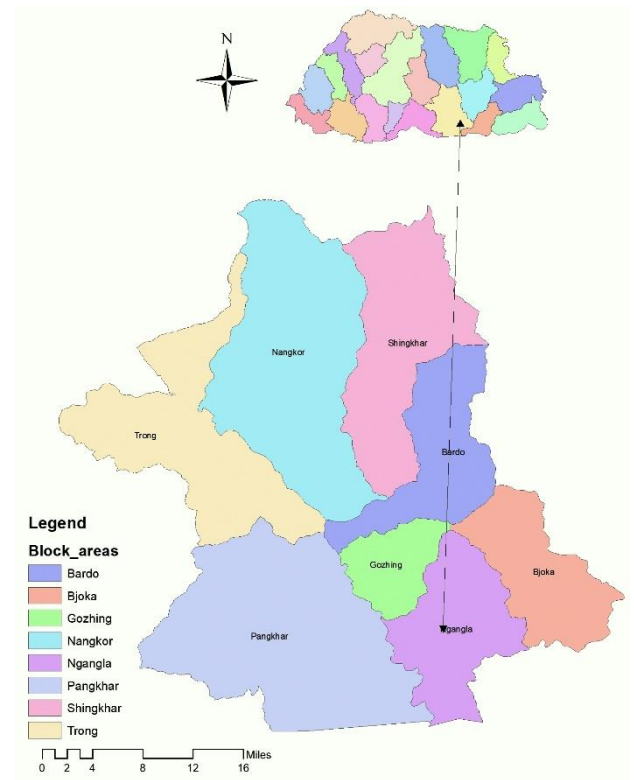 N
Nangkor
Shingkhar
Trong
Bardo
Gozhing
Bjoka
Ngangla
Pangkhar
Legend
Block_areas
Bardo
Bjoka
Gozhing
Nangkor
Ngangla
Pangkhar
Shingkhar
Trong
Miles
0 2 4 8 12 16